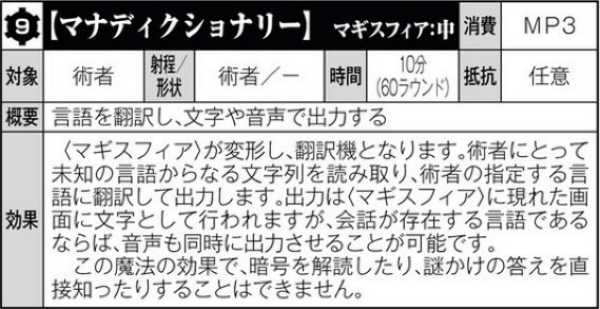 9 【マナディクショナリー】 マギスフィア:中 消費 MP3
対象 術者 射程/形状 術者/― 時間 10分(60ラウンド) 抵抗 任意
概要 言語を翻訳し、文字や音声で出力する
効果
〈マギスフィア〉が変形し、翻訳機となります。術者にとって
未知の言語からなる文字列を読み取り、術者の指定する言
語に翻訳して出力します。出力は〈マギスフィア〉に現れた画
面に文字として行われますが、会話が存在する言語である
ならば、音声も同時に出力させることが可能です。
この魔法の効果で、暗号を解読したり、謎かけの答えを直
接知ったりすることはできません。